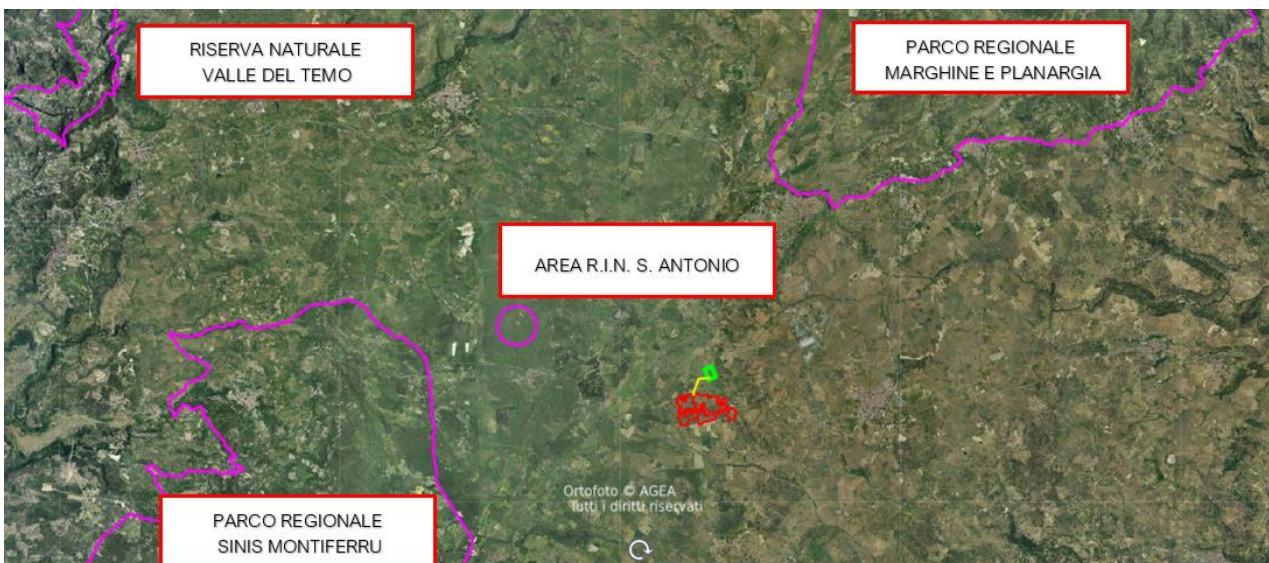 RISERVA NATURALE
VALLE DEL TEMO
PARCO REGIONALE
MARGHINE E PLANARGIA
AREA R.I.N. S. ANTONIO
Ortofoto © AGEA
Tutti i diritti riservati
PARCO REGIONALE
SINIS MONTIFERRU